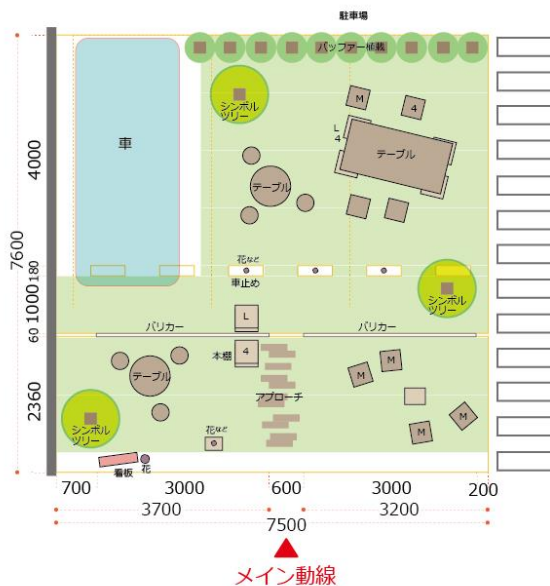 駐車場
バッファー植栽
シンボル
ツリー
M
4
L
4
テーブル
車
テーブル
花など
車止め
シンボル
ツリー
L
バリカー
バリカー
本棚
4
M
テーブル
M
アプローチ
M
シンボル
ツリー
花など
M
看板
花
7600
4000
180
1000
60
2360
700
3000
600
3000
200
3700
3200
7500
メイン動線